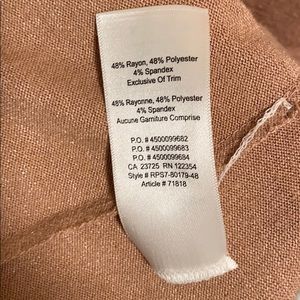 48% Rayon, 48% Polyester
4% Spandex
Exclusive Of Trim
48% Rayonne, 48% Polyester
4% Spandex
Aucune Garniture Comprise
P.O. # 4500099682
P.O. # 4500099683
P.O. # 4500099684
CA 23725 RN 122354
Style # RPS7-80179-48
Article # 71818